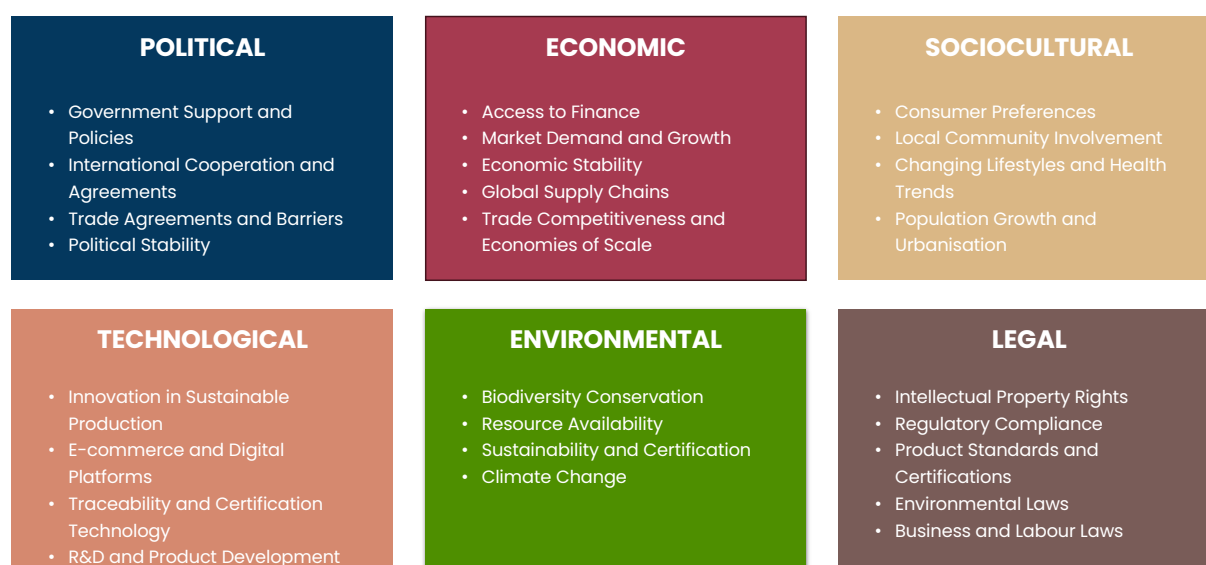 POLITICAL
• Government Support and
Policies
• International Cooperation and
Agreements
• Trade Agreements and Barriers
• Political Stability
ECONOMIC
• Access to Finance
• Market Demand and Growth
• Economic Stability
• Global Supply Chains
• Trade Competitiveness and
Economies of Scale
SOCIOCULTURAL
• Consumer Preferences
• Local Community Involvement
• Changing Lifestyles and Health
Trends
• Population Growth and
Urbanisation
TECHNOLOGICAL
• Innovation in Sustainable
Production
• E-commerce and Digital
Platforms
• Traceability and Certification
Technology
• R&D and Product Development
ENVIRONMENTAL
• Biodiversity Conservation
• Resource Availability
• Sustainability and Certification
• Climate Change
LEGAL
• Intellectual Property Rights
• Regulatory Compliance
• Product Standards and
Certifications
• Environmental Laws
• Business and Labour Laws